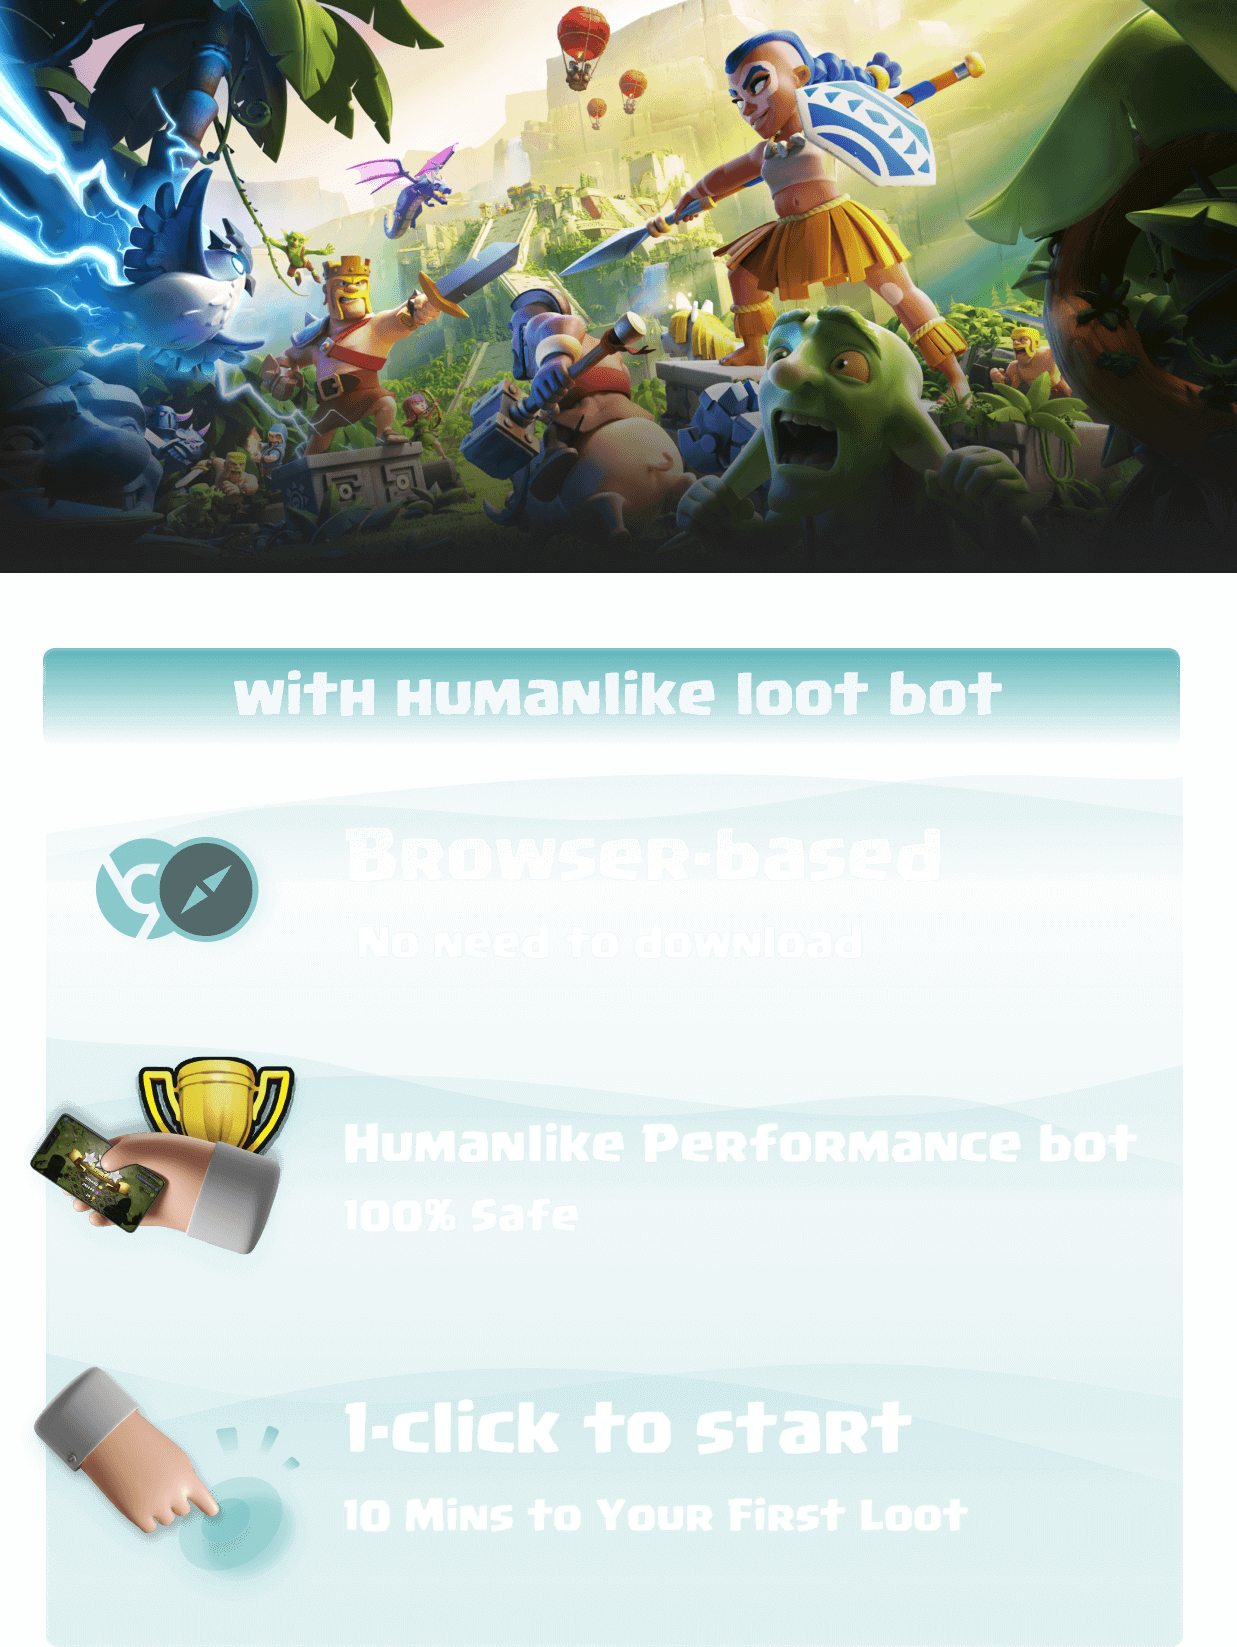 with Humanlike loot bot
Browser-based
No need to download
Humanlike Performance bot
100% Safe
1-click to start
10 Mins to Your First Loot